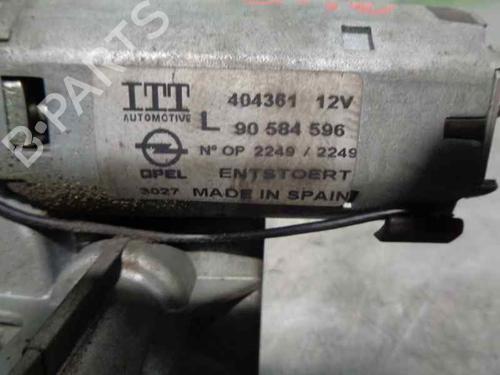 ITT 404361 12V
AUTOMOTIVE L 90 584 596
Nº OP 2249 / 2249
OPEL ENTSTOERT
3027 MADE IN SPAIN
B-PARTS